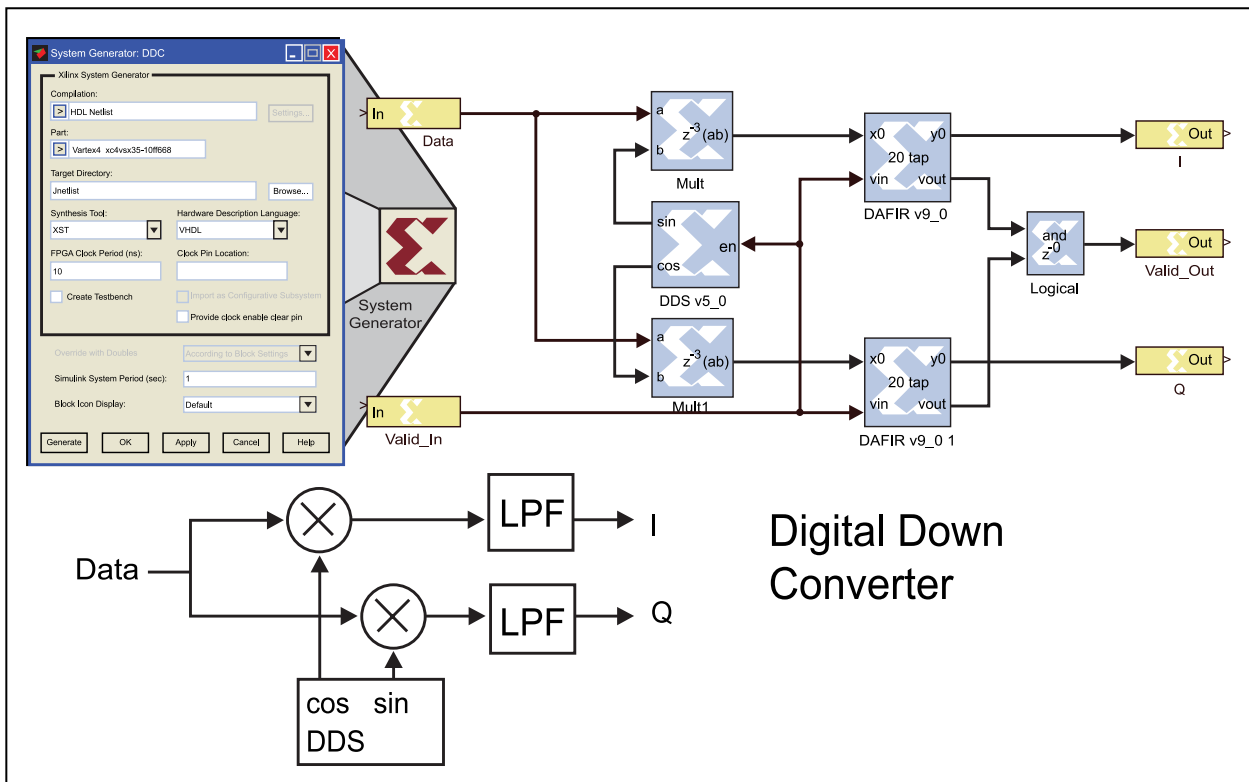 System Generator: DDC
Xilinx System Generator
Compilation:
> HDL Netlist
Settings...
Part:
> Vartex4 xc4vsx35-10ff668
Target Directory:
Jnetlist
Browse...
Synthesis Tool:
Hardware Description Language:
XST
VHDL
FPGA Clock Period (ns):
Clock Pin Location:
10
Create Testbench
Import as Configurative Subsystem
Provide clock enable clear pin
Override with Doubles
According to Block Settings
Simulink System Period (sec):
1
Block Icon Display:
Default
Generate
OK
Apply
Cancel
Help
System
Generator
In
Data
In
Valid_In
a
b
z-3 (ab)
Mult
sin
cos
en
DDS v5_0
a
b
z-3 (ab)
Mult1
x0
y0
20 tap
vin
vout
DAFIR v9_0
x0
y0
20 tap
vin
vout
DAFIR v9_0 1
and
z-0
Logical
Out
I
Out
Valid_Out
Out
Q
Data
LPF
I
LPF
Q
cos sin
DDS
Digital Down
Converter